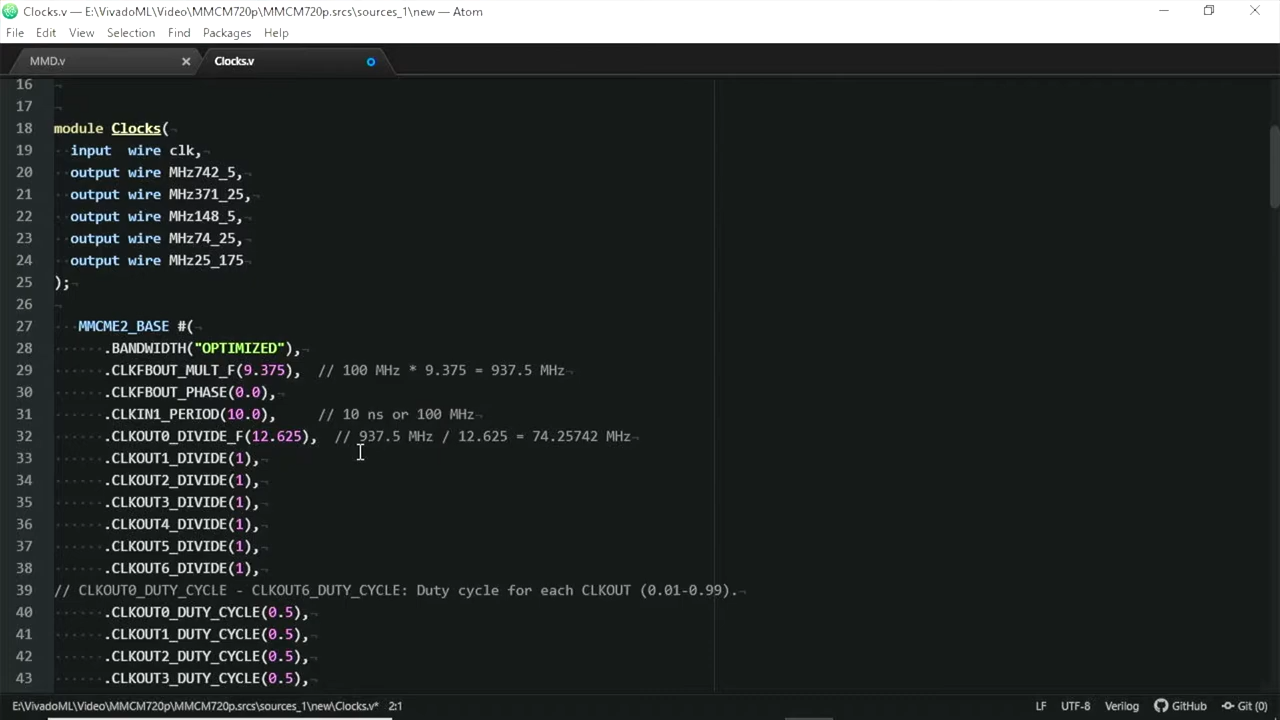 Clocks.v — E:\VivadoML\Video\MMCM720p\MMCM720p.srcs\sources_1\new — Atom
File Edit View Selection Find Packages Help
MMD.v Clocks.v
16
17
18 module Clocks(
19 input wire clk,
20 output wire MHz742_5,
21 output wire MHz371_25,
22 output wire MHz148_5,
23 output wire MHz74_25,
24 output wire MHz25_175
25 );
26
27 MMCME2_BASE #(
28 .BANDWIDTH("OPTIMIZED"),
29 .CLKFBOUT_MULT_F(9.375), // 100 MHz * 9.375 = 937.5 MHz
30 .CLKFBOUT_PHASE(0.0),
31 .CLKIN1_PERIOD(10.0), // 10 ns or 100 MHz
32 .CLKOUT0_DIVIDE_F(12.625), // 937.5 MHz / 12.625 = 74.25742 MHz
33 .CLKOUT1_DIVIDE(1),
34 .CLKOUT2_DIVIDE(1),
35 .CLKOUT3_DIVIDE(1),
36 .CLKOUT4_DIVIDE(1),
37 .CLKOUT5_DIVIDE(1),
38 .CLKOUT6_DIVIDE(1),
39 // CLKOUT0_DUTY_CYCLE - CLKOUT6_DUTY_CYCLE: Duty cycle for each CLKOUT (0.01-0.99).
40 .CLKOUT0_DUTY_CYCLE(0.5),
41 .CLKOUT1_DUTY_CYCLE(0.5),
42 .CLKOUT2_DUTY_CYCLE(0.5),
43 .CLKOUT3_DUTY_CYCLE(0.5),
E:\VivadoML\Video\MMCM720p\MMCM720p.srcs\sources_1\new\Clocks.v* 2:1 LF UTF-8 Verilog GitHub Git (0)